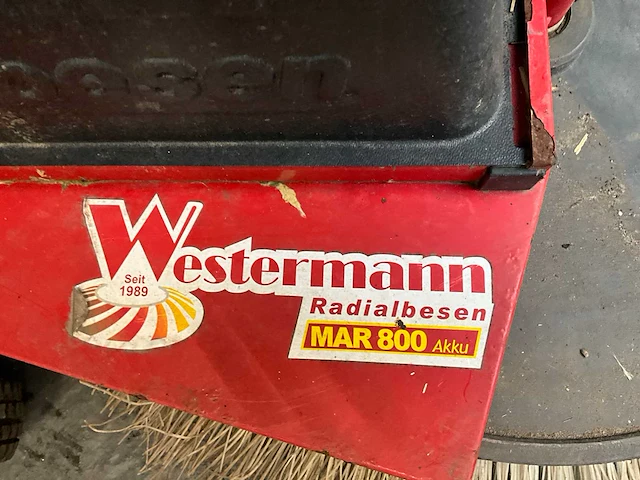 Westermann
Seit
1989
Radialbesen
MAR 800 Akku